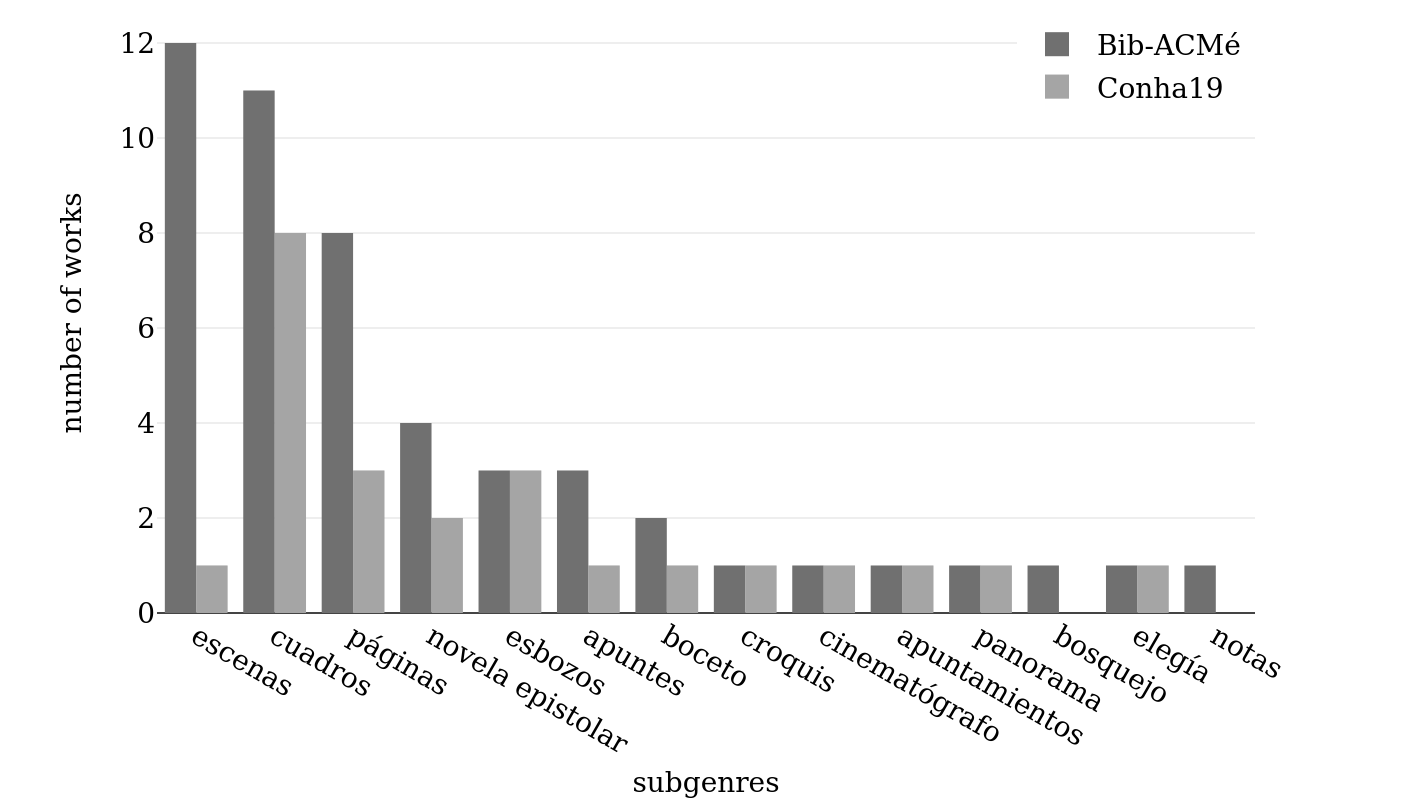 12
10
8
6
4
2
0
number of works
Bib-ACMé
Conha19
escenas
cuadros
páginas
novela epistolar
esbozos
apuntes
boceto
croquis
cinematógrafo
apuntamientos
panorama
bosquejo
elegía
notas
subgenres